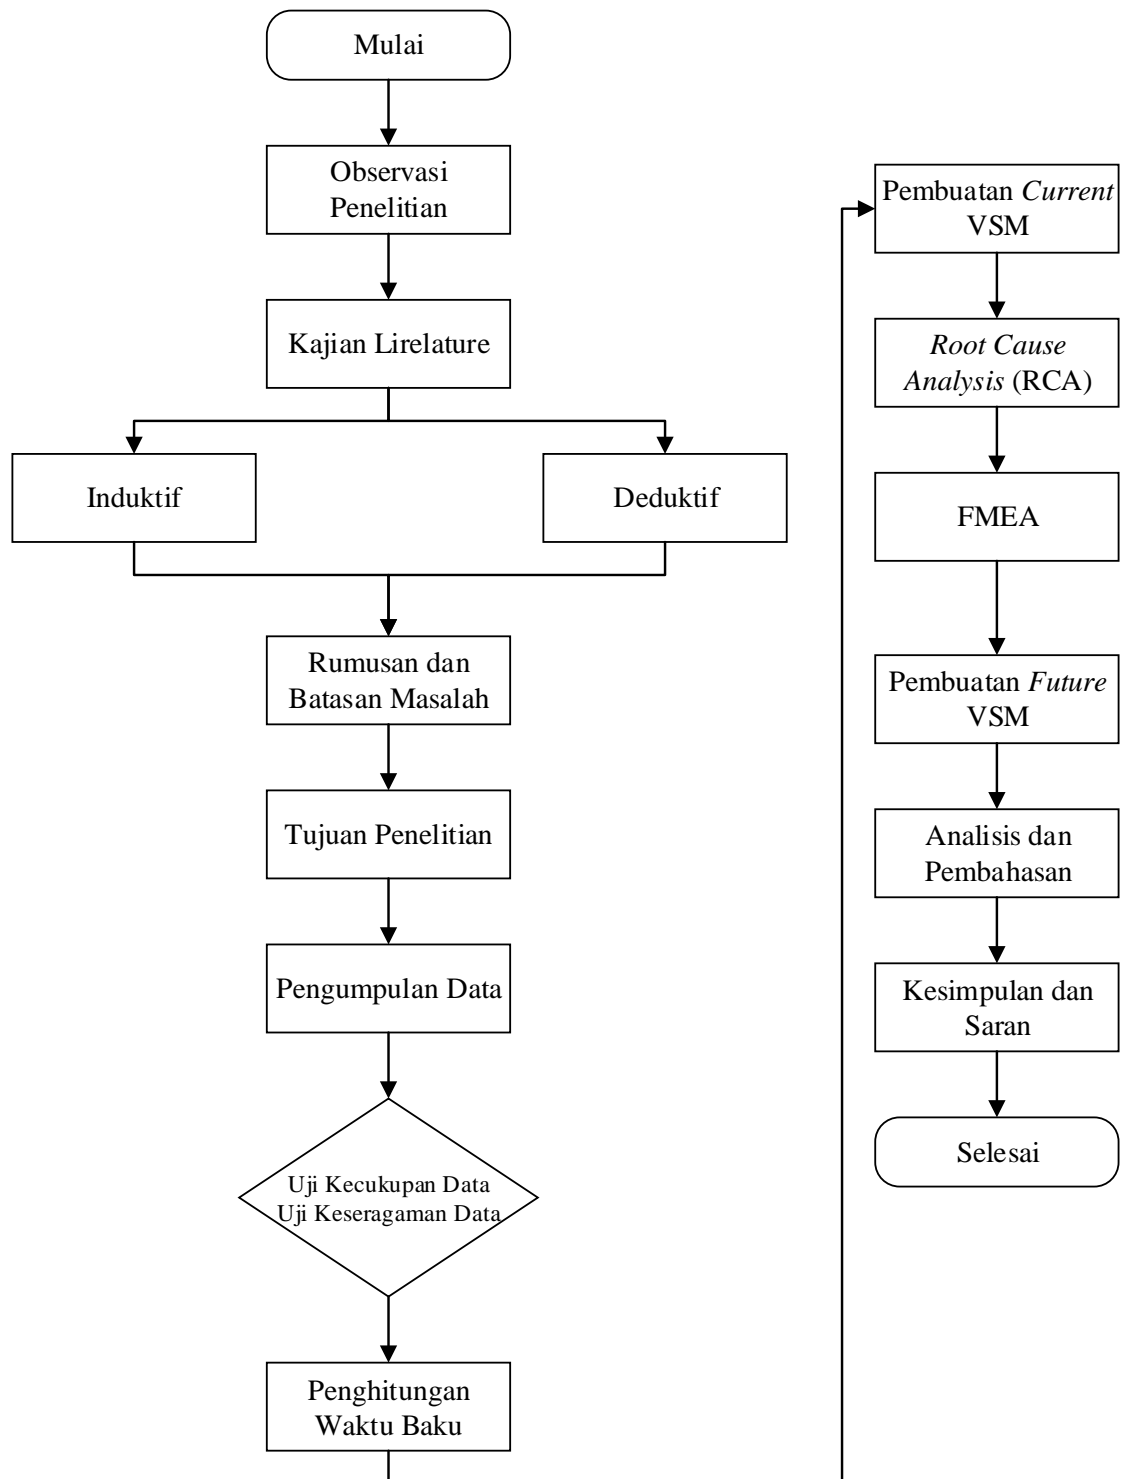 Mulai
Observasi
Penelitian
Kajian Lirelature
Induktif
Deduktif
Rumusan dan
Batasan Masalah
Tujuan Penelitian
Pengumpulan Data
Uji Kecukupan Data
Uji Keseragaman Data
Penghitungan
Waktu Baku
Pembuatan Current
VSM
Root Cause
Analysis (RCA)
FMEA
Pembuatan Future
VSM
Analisis dan
Pembahasan
Kesimpulan dan
Saran
Selesai